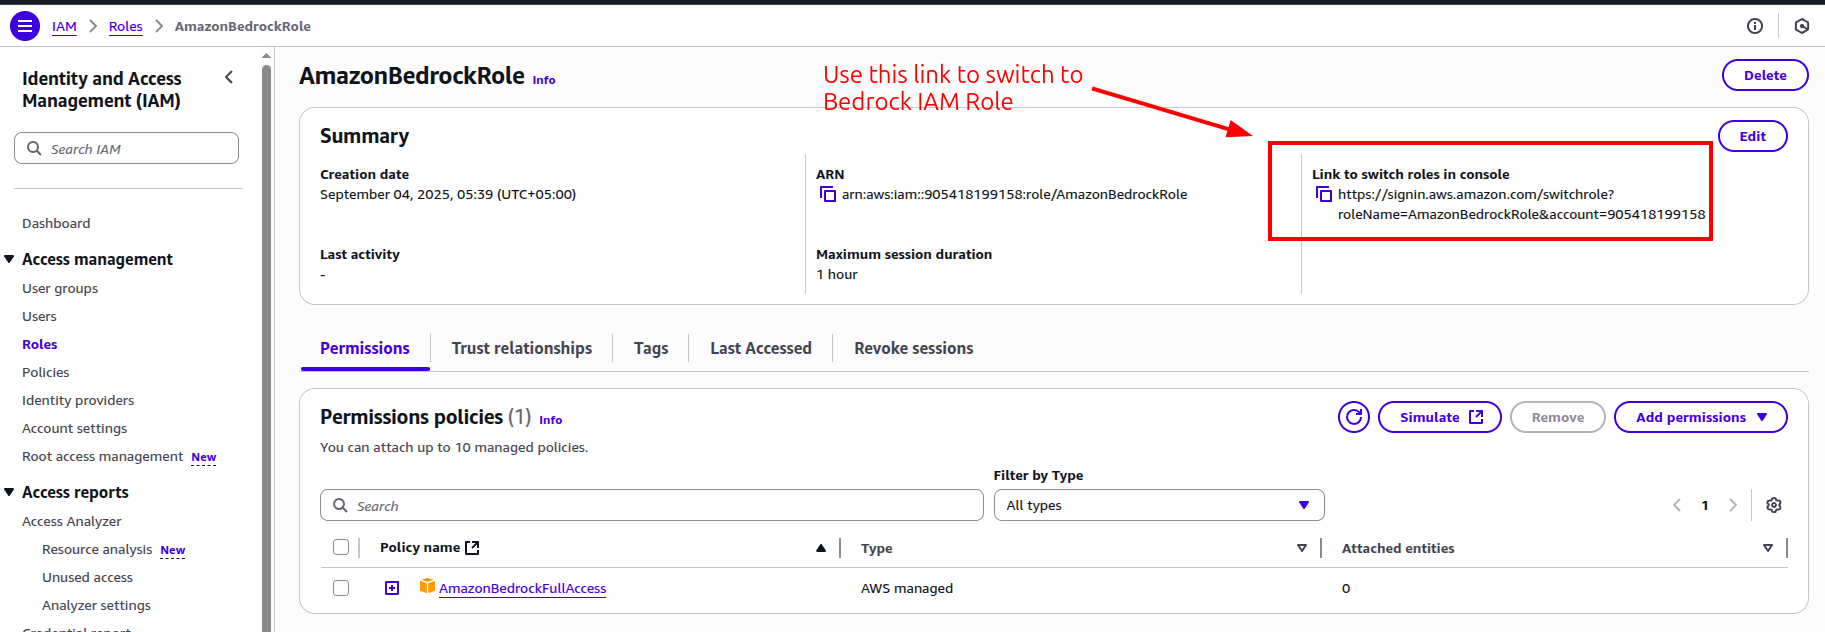 IAM > Roles > AmazonBedrockRole
Identity and Access
Management (IAM)
Search IAM
Dashboard
Access management
User groups
Users
Roles
Policies
Identity providers
Account settings
Root access management New
Access reports
Access Analyzer
Resource analysis New
Unused access
Analyzer settings
Credential report
AmazonBedrockRole Info
Use this link to switch to
Bedrock IAM Role
Delete
Summary
Edit
Creation date
September 04, 2025, 05:39 (UTC+05:00)
ARN
arn:aws:iam::905418199158:role/AmazonBedrockRole
Link to switch roles in console
https://signin.aws.amazon.com/switchrole?
roleName=AmazonBedrockRole&account=905418199158
Last activity
-
Maximum session duration
1 hour
Permissions
Trust relationships
Tags
Last Accessed
Revoke sessions
Permissions policies (1) Info
Simulate
Remove
Add permissions
You can attach up to 10 managed policies.
Filter by Type
Search
All types
1
Policy name
Type
Attached entities
AmazonBedrockFullAccess
AWS managed
0